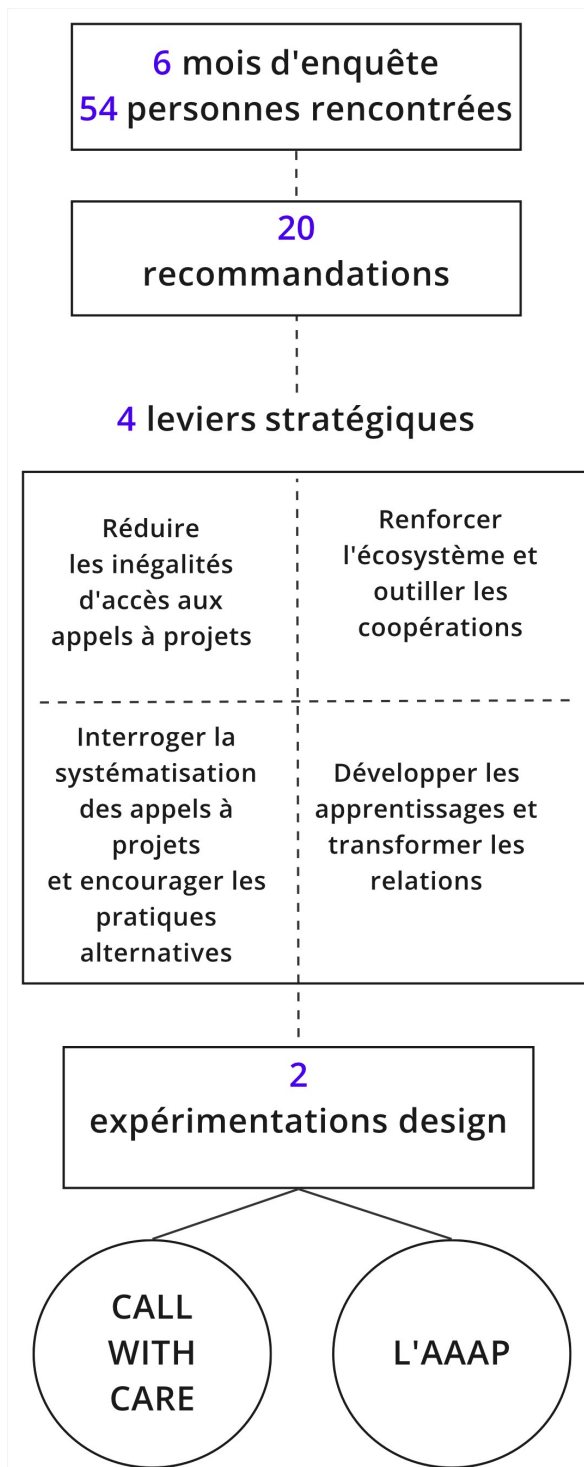 6 mois d'enquête
54 personnes rencontrées
20
recommandations
4 leviers stratégiques
Réduire
les inégalités
d'accès aux
appels à projets
Renforcer
l'écosystème et
outiller les
coopérations
Interroger la
systématisation
des appels à
projets
et encourager les
pratiques
alternatives
Développer les
apprentissages et
transformer les
relations
2
expérimentations design
CALL
WITH
CARE
L'AAAP